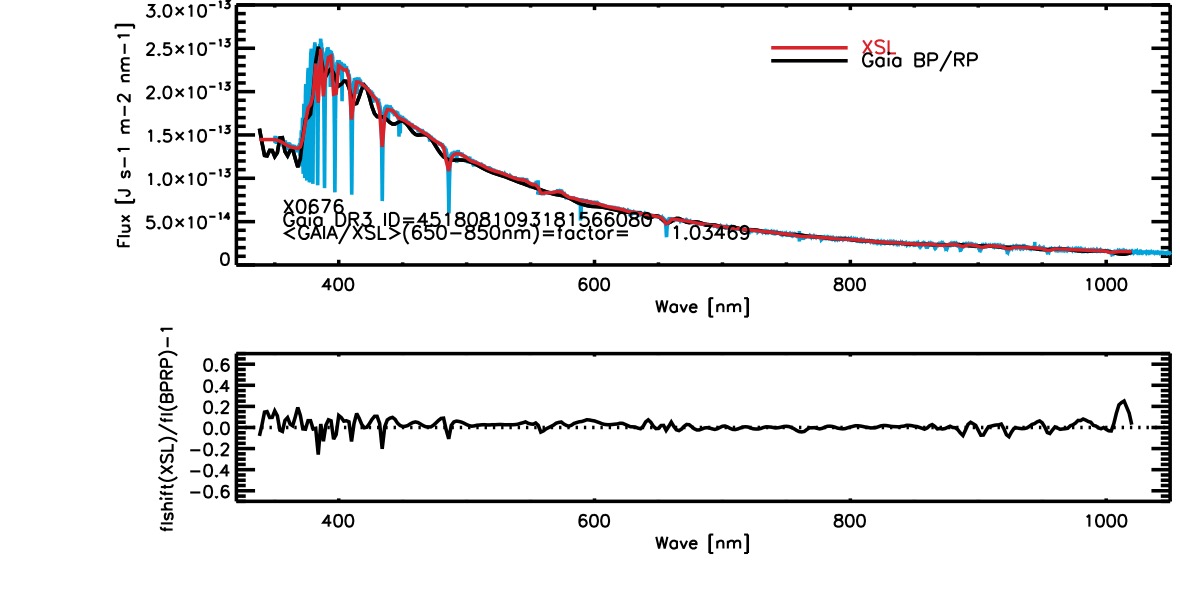 3.0×10⁻¹³
2.5×10⁻¹³
2.0×10⁻¹³
1.5×10⁻¹³
1.0×10⁻¹³
5.0×10⁻¹⁴
0
Flux [J s−1 m−2 nm−1]
XSL
Gaia BP/RP
X0676
Gaia DR3 ID=4518081093181566080
<GAIA/XSL>(650−850nm)=factor= 1.03469
400 600 800 1000
Wave [nm]
0.6
0.4
0.2
0.0
−0.2
−0.4
−0.6
flshift(XSL)/fl(BPRP)−1
400 600 800 1000
Wave [nm]